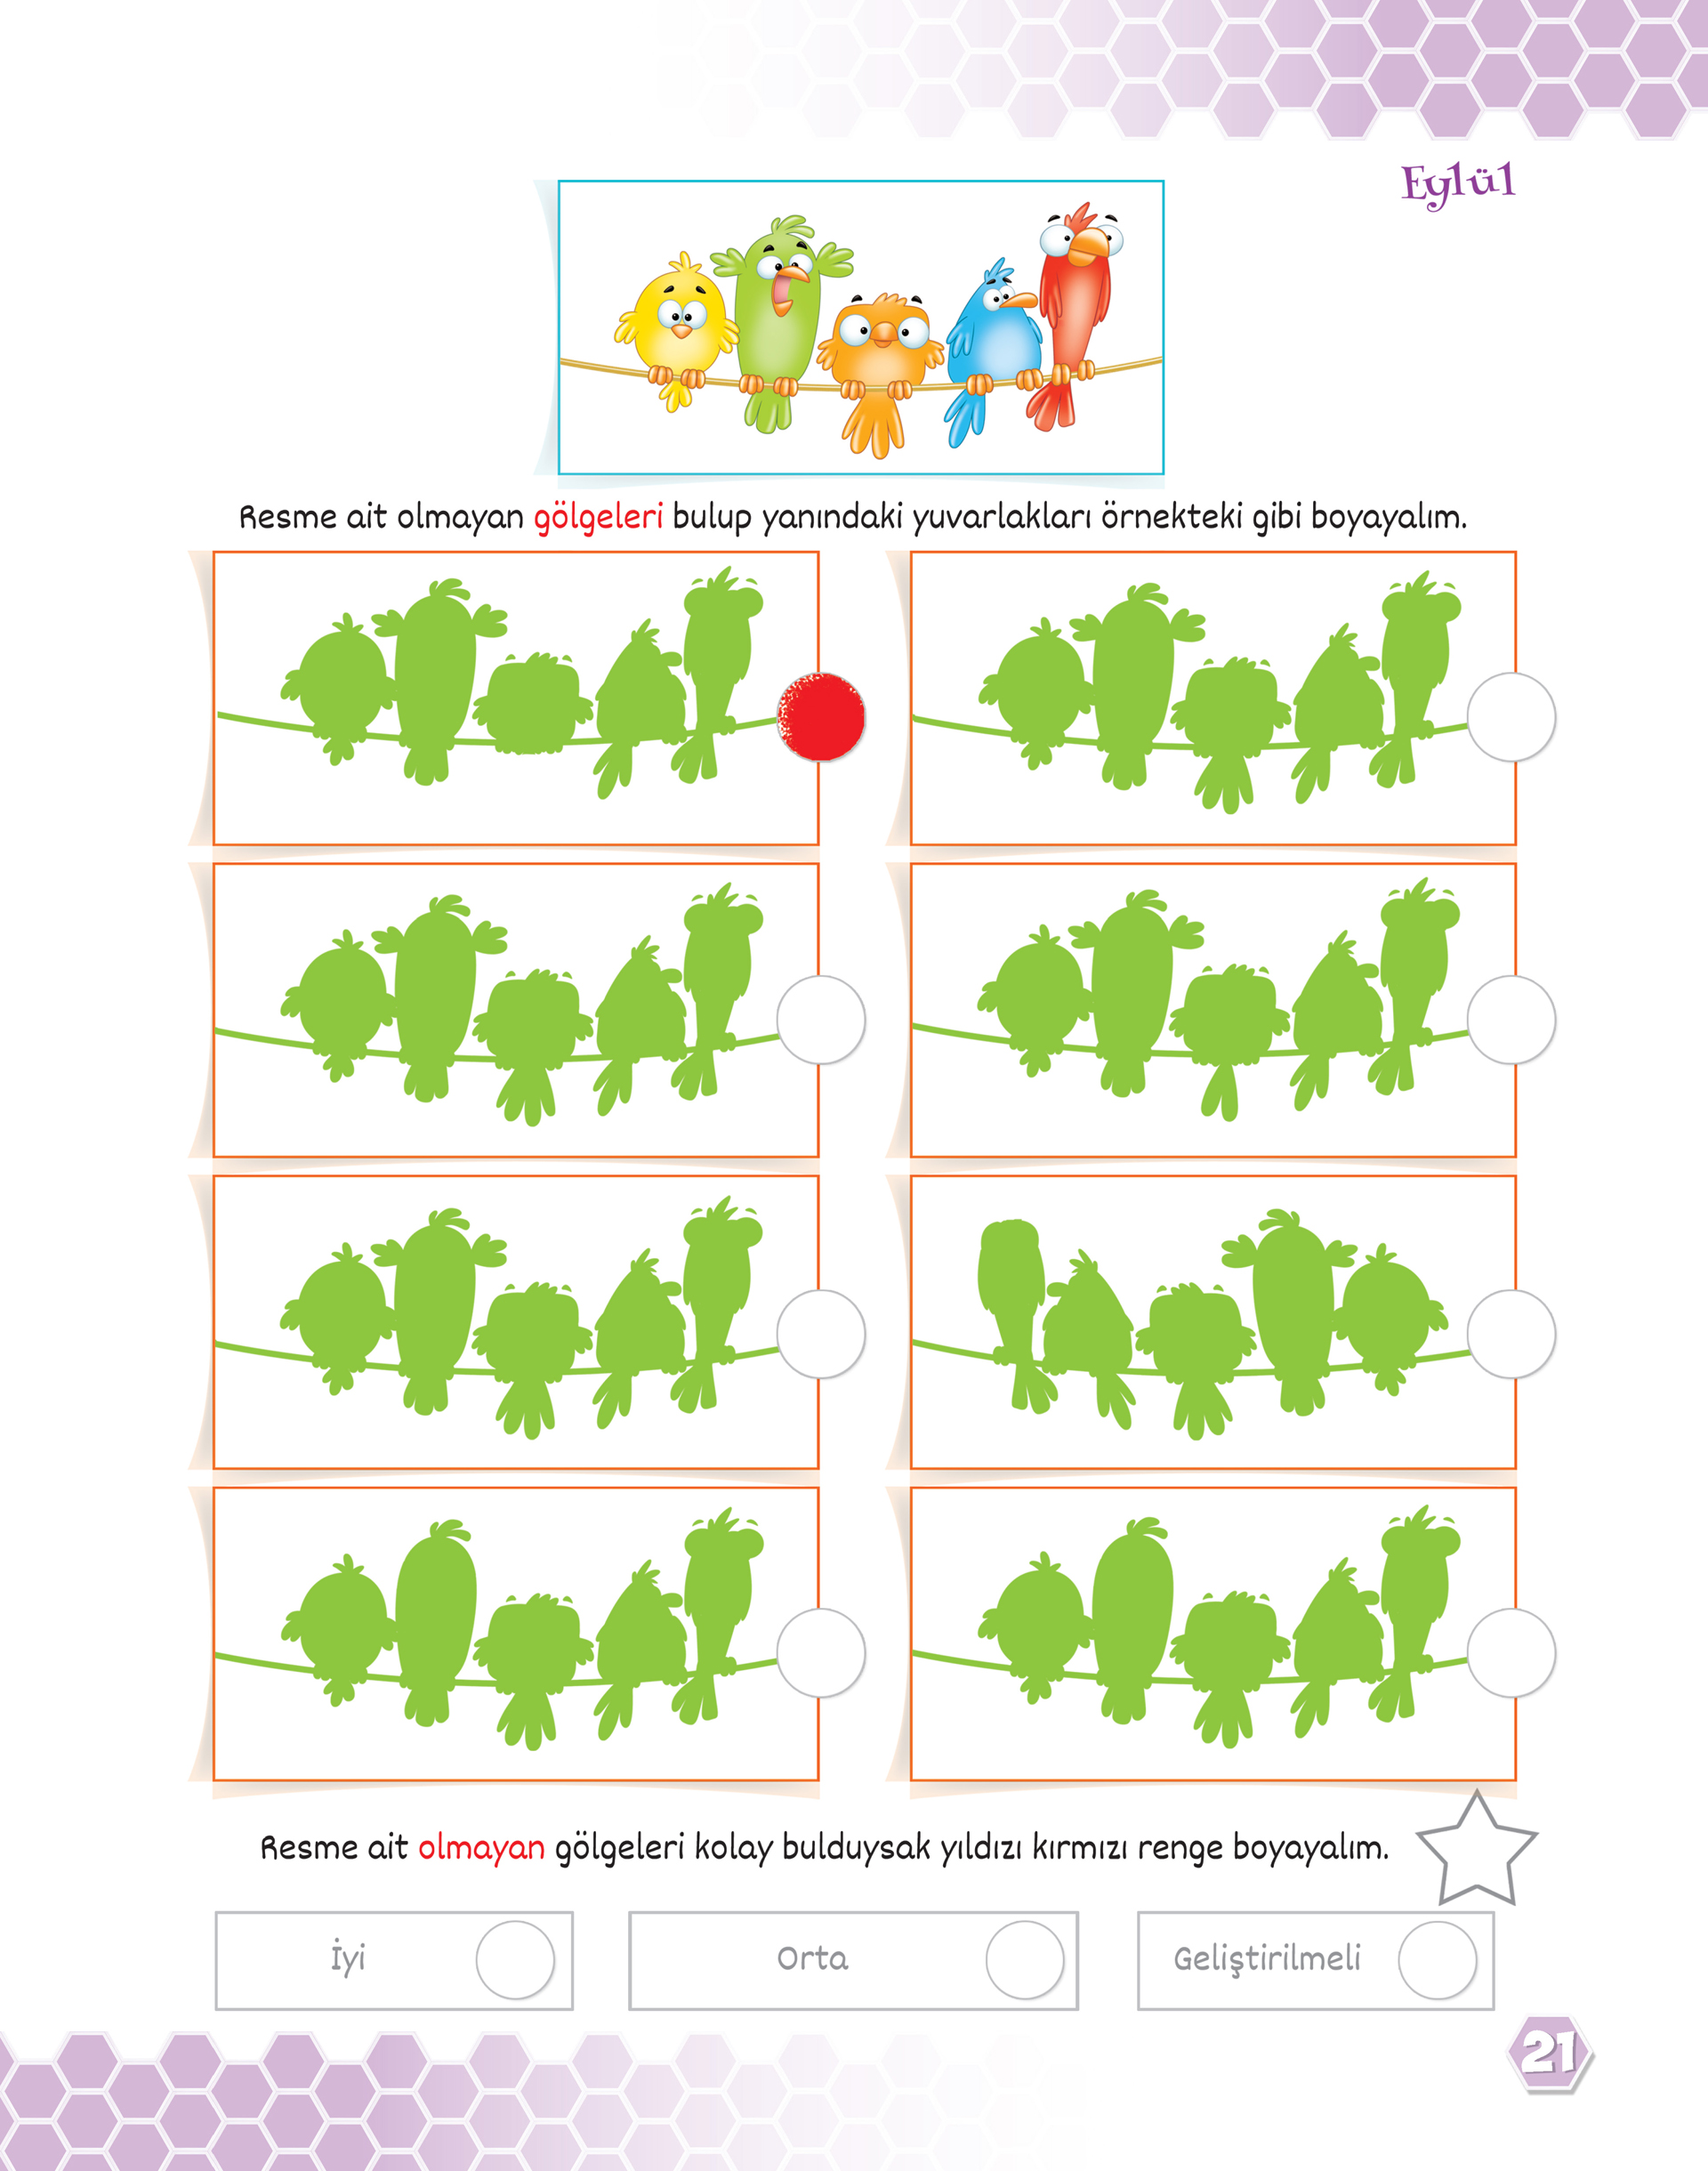 Eylül
Resme ait olmayan gölgeleri bulup yanındaki yuvarlakları örnekteki gibi boyayalım.
Resme ait olmayan gölgeleri kolay bulduysak yıldızı kırmızı renge boyayalım.
İyi
Orta
Geliştirilmeli
21